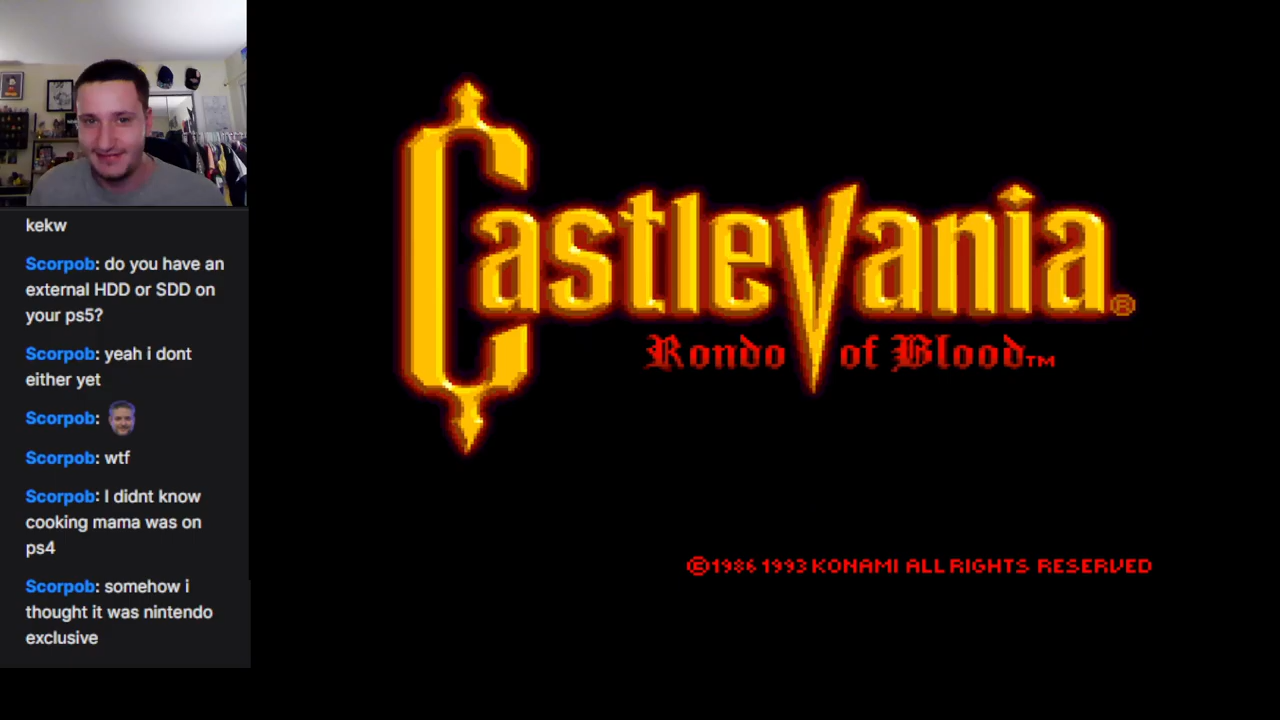 kekw
Scorpob: do you have an
external HDD or SDD on
your ps5?
Scorpob: yeah i dont
either yet
Scorpob:
Scorpob: wtf
Scorpob: I didnt know
cooking mama was on
ps4
Scorpob: somehow i
thought it was nintendo
exclusive
Castlevania®
Rondo of Blood™
©1986 1993 KONAMI ALL RIGHTS RESERVED